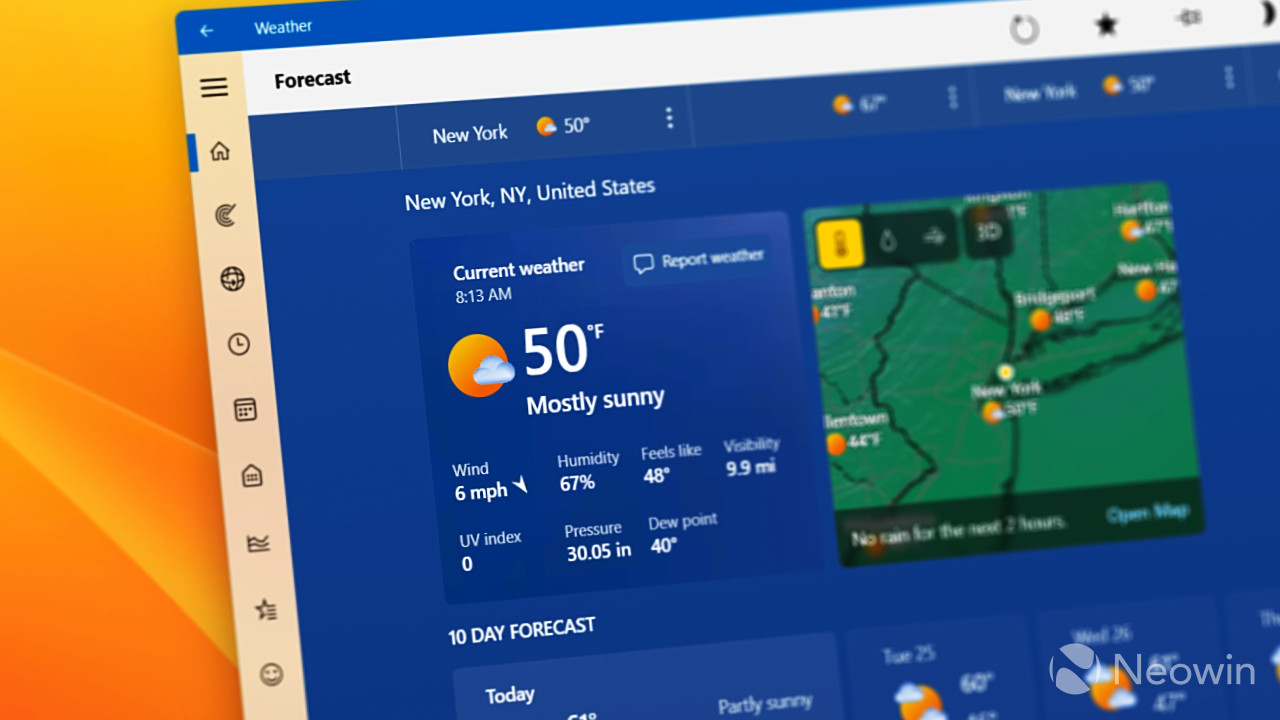 Weather
Forecast
New York 50°
67°
New York 50°
New York, NY, United States
Current weather
8:13 AM
Report weather
50°F
Mostly sunny
Wind
6 mph
Humidity
67%
Feels like
48°
Visibility
9.9 mi
UV index
0
Pressure
30.05 in
Dew point
40°
3D
Hartford
Bridgeport
48°F
New York
50°F
44°F
No rain for the next 2 hours.
Open Map
10 DAY FORECAST
Today
Partly sunny
Tue 25
60°
Wed 26
47°
Neowin